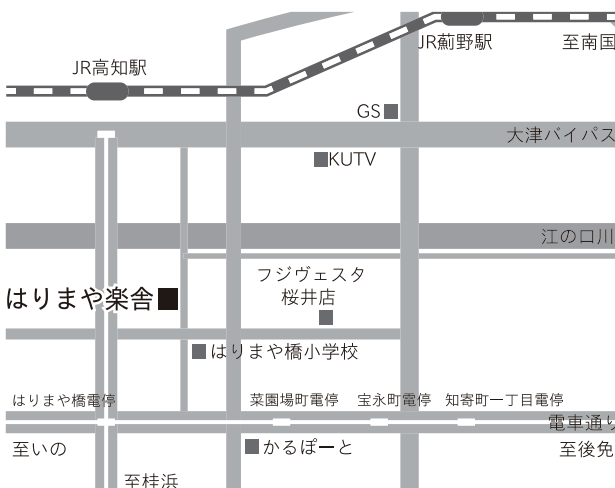 JR薊野駅
至南国
JR高知駅
GS
大津バイパス
KUTV
江の口川
フジヴェスタ
桜井店
はりまや楽舎
はりまや橋小学校
はりまや橋電停
菜園場町電停
宝永町電停
知寄町一丁目電停
電車通り
至いの
かるぽーと
至後免
至桂浜